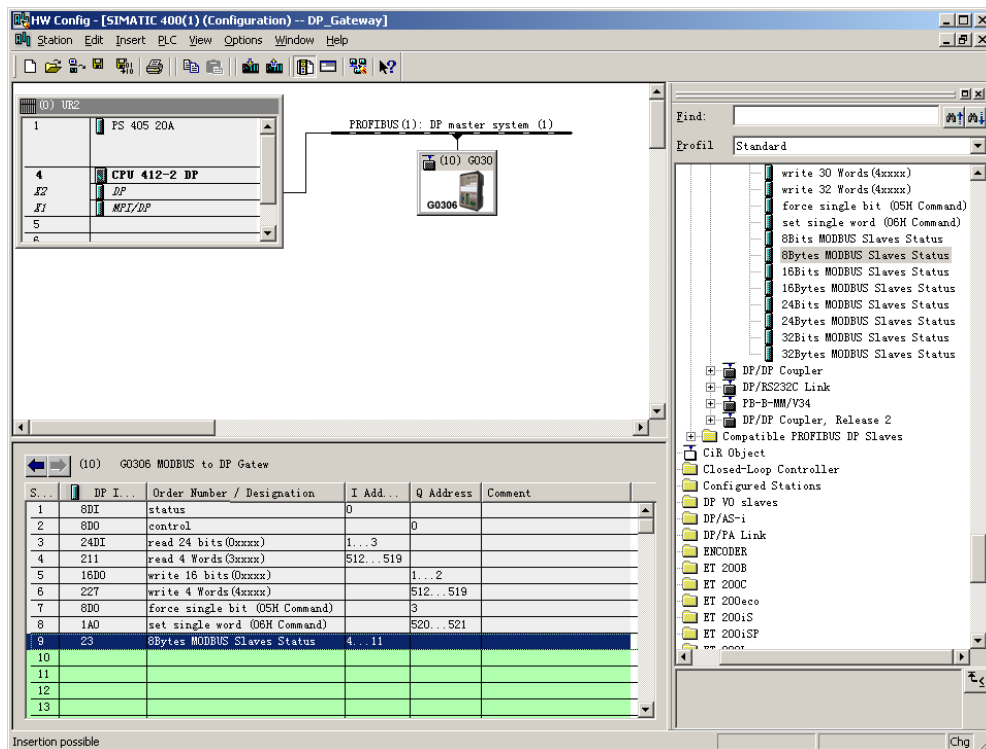 HW Config - [SIMATIC 400(1) (Configuration) -- DP_Gateway]
Station Edit Insert PLC View Options Window Help
(0) UR2
1 PS 405 20A
4 CPU 412-2 DP
X2 DP
X1 MPI/DP
5
6
PROFIBUS(1): DP master system (1)
(10) G030
G0306
Find:
Profil Standard
write 30 Words(4xxxx)
write 32 Words(4xxxx)
force single bit (05H Command)
set single word (06H Command)
8Bits MODBUS Slaves Status
8Bytes MODBUS Slaves Status
16Bits MODBUS Slaves Status
16Bytes MODBUS Slaves Status
24Bits MODBUS Slaves Status
24Bytes MODBUS Slaves Status
32Bits MODBUS Slaves Status
32Bytes MODBUS Slaves Status
DP/DP Coupler
DP/RS232C Link
PB-B-MM/V34
DP/DP Coupler, Release 2
Compatible PROFIBUS DP Slaves
CiR Object
Closed-Loop Controller
Configured Stations
DP V0 slaves
DP/AS-i
DP/PA Link
ENCODER
ET 200B
ET 200C
ET 200eco
ET 200iS
ET 200iSP
(10) G0306 MODBUS to DP Gatew
S... DP I... Order Number / Designation I Add... Q Address Comment
1 8DI status 0
2 8DO control 0
3 24DI read 24 bits(0xxxx) 1...3
4 211 read 4 Words(3xxxx) 512...519
5 16DO write 16 bits(0xxxx) 1...2
6 227 write 4 Words(4xxxx) 512...519
7 8DO force single bit (05H Command) 3
8 1AO set single word (06H Command) 520...521
9 23 8Bytes MODBUS Slaves Status 4...11
10
11
12
13
Insertion possible
Chg